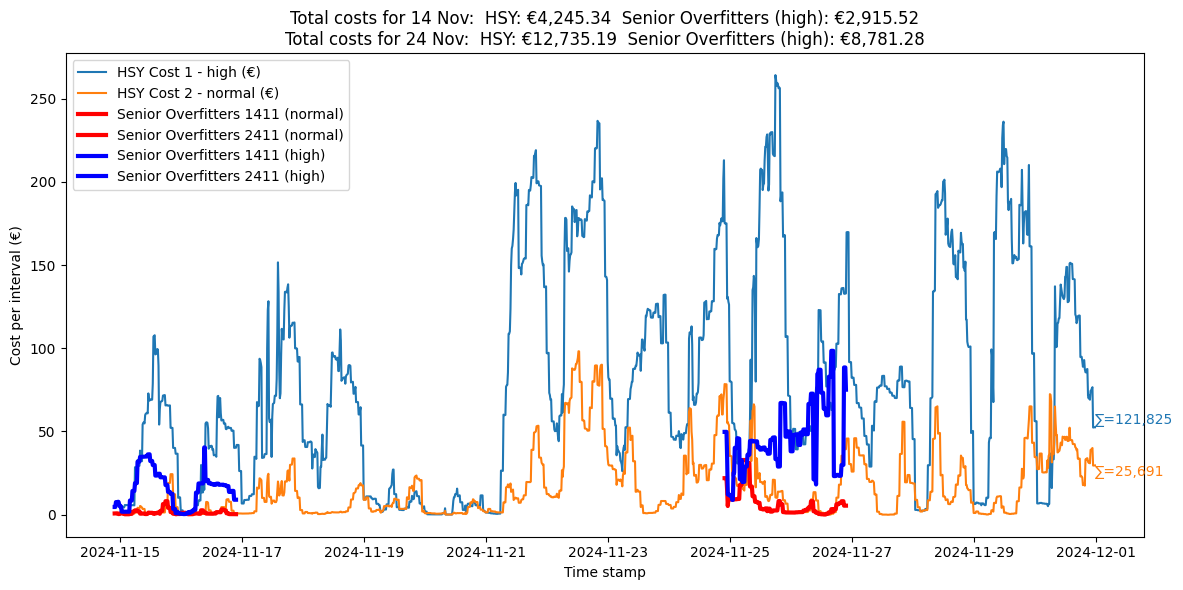 Total costs for 14 Nov:  HSY: €4,245.34  Senior Overfitters (high): €2,915.52
Total costs for 24 Nov:  HSY: €12,735.19  Senior Overfitters (high): €8,781.28
HSY Cost 1 - high (€)
HSY Cost 2 - normal (€)
Senior Overfitters 1411 (normal)
Senior Overfitters 2411 (normal)
Senior Overfitters 1411 (high)
Senior Overfitters 2411 (high)
Cost per interval (€)
250
200
150
100
50
0
∑=121,825
∑=25,691
2024-11-15
2024-11-17
2024-11-19
2024-11-21
2024-11-23
2024-11-25
2024-11-27
2024-11-29
2024-12-01
Time stamp